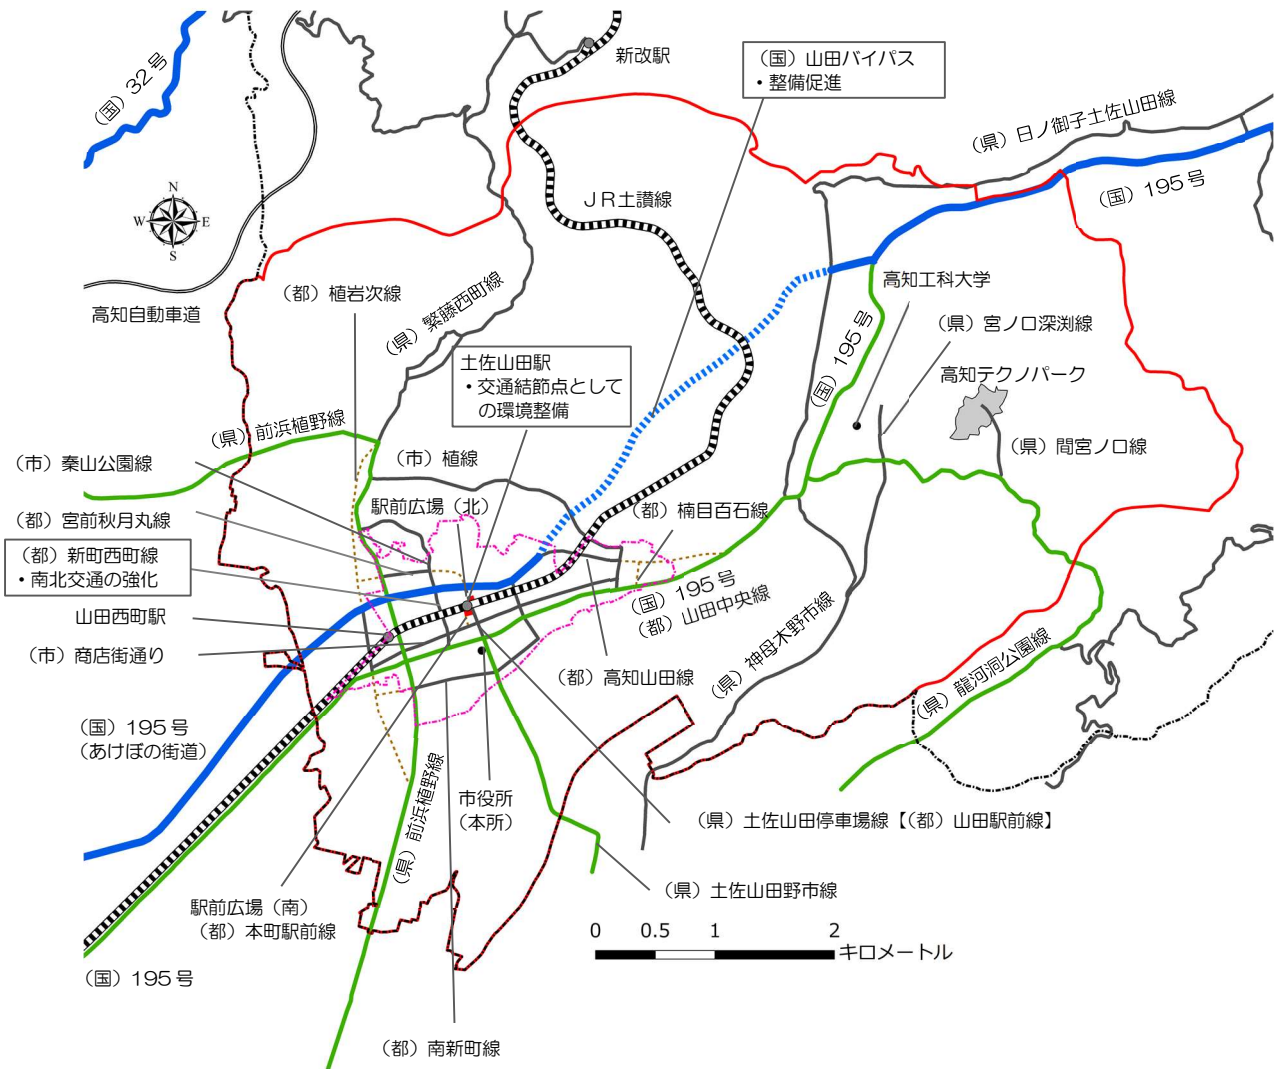 新改駅
（国）山田バイパス
・整備促進
（国）32号
（県）日ノ御子土佐山田線
N
W
E
S
ＪＲ土讃線
（国）195号
高知自動車道
（都）植岩次線
（県）繁藤西町線
高知工科大学
（国）195号
（県）宮ノ口深渕線
土佐山田駅
・交通結節点として
の環境整備
高知テクノパーク
（県）前浜植野線
（市）秦山公園線
（市）植線
（県）間宮ノ口線
駅前広場（北）
（都）楠目百石線
（都）宮前秋月丸線
（都）新町西町線
・南北交通の強化
（国）195号
（都）山田中央線
山田西町駅
（市）商店街通り
（都）高知山田線
（県）神母木野市線
（県）龍河洞公園線
（国）195号
（あけぼの街道）
（県）前浜植野線
市役所
（本所）
（県）土佐山田停車場線【（都）山田駅前線】
（県）土佐山田野市線
駅前広場（南）
（都）本町駅前線
0
0.5
1
2
キロメートル
（国）195号
（都）南新町線